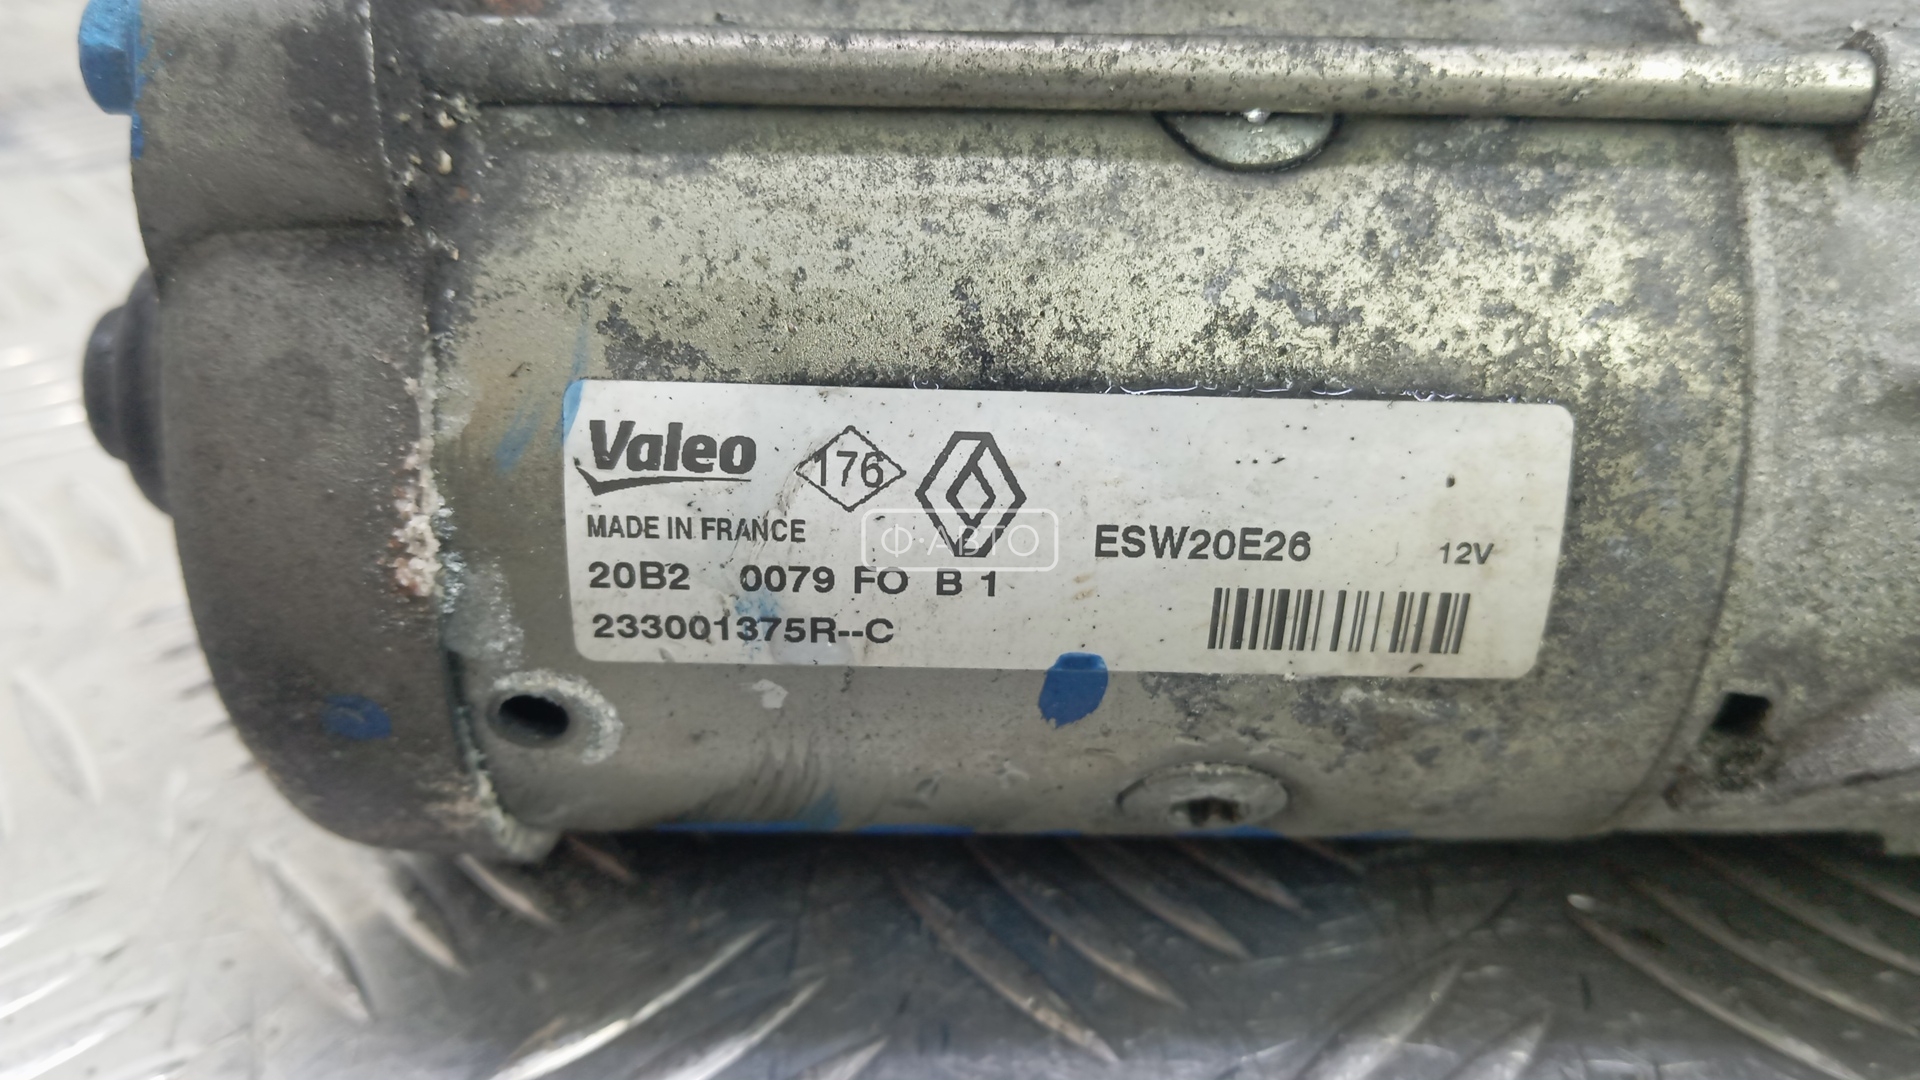 Valeo 176
MADE IN FRANCE
Ф·АВТО
ESW20E26 12V
20B2 0079 FO B 1
233001375R--C